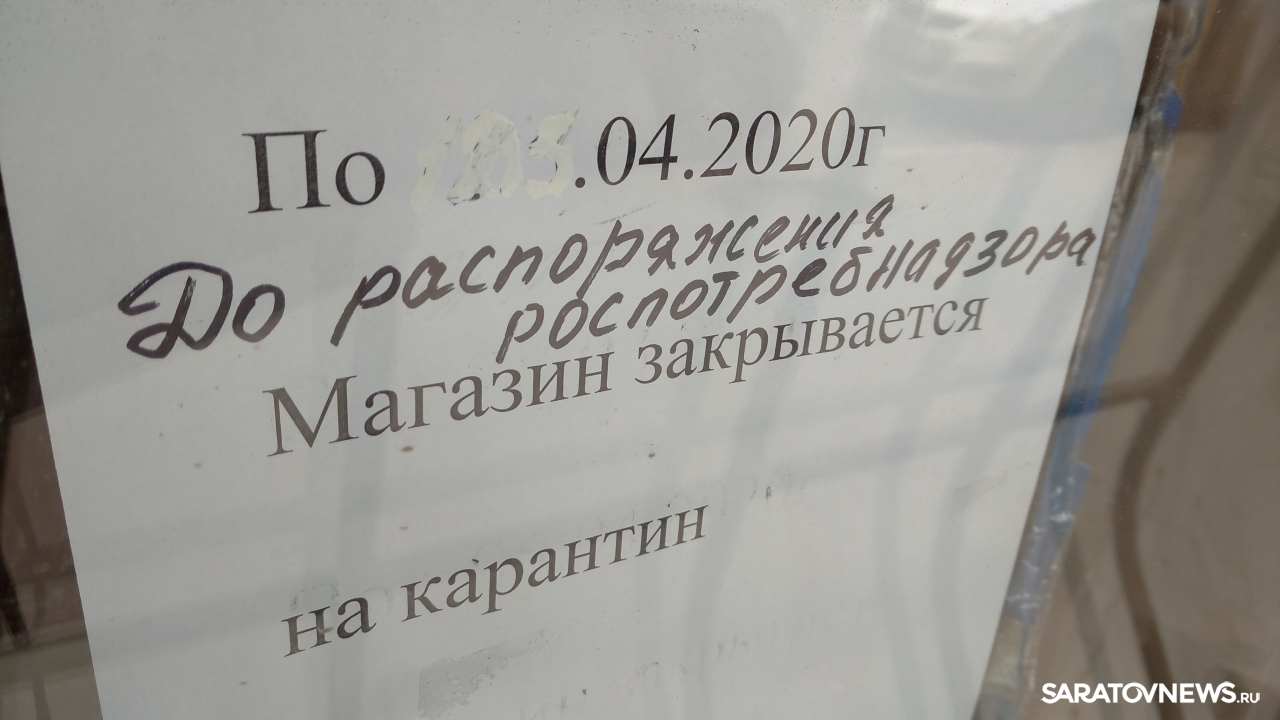 По .04.2020г
До распоряжения
роспотребнадзора
Магазин закрывается
на карантин
SARATOVNEWS.RU